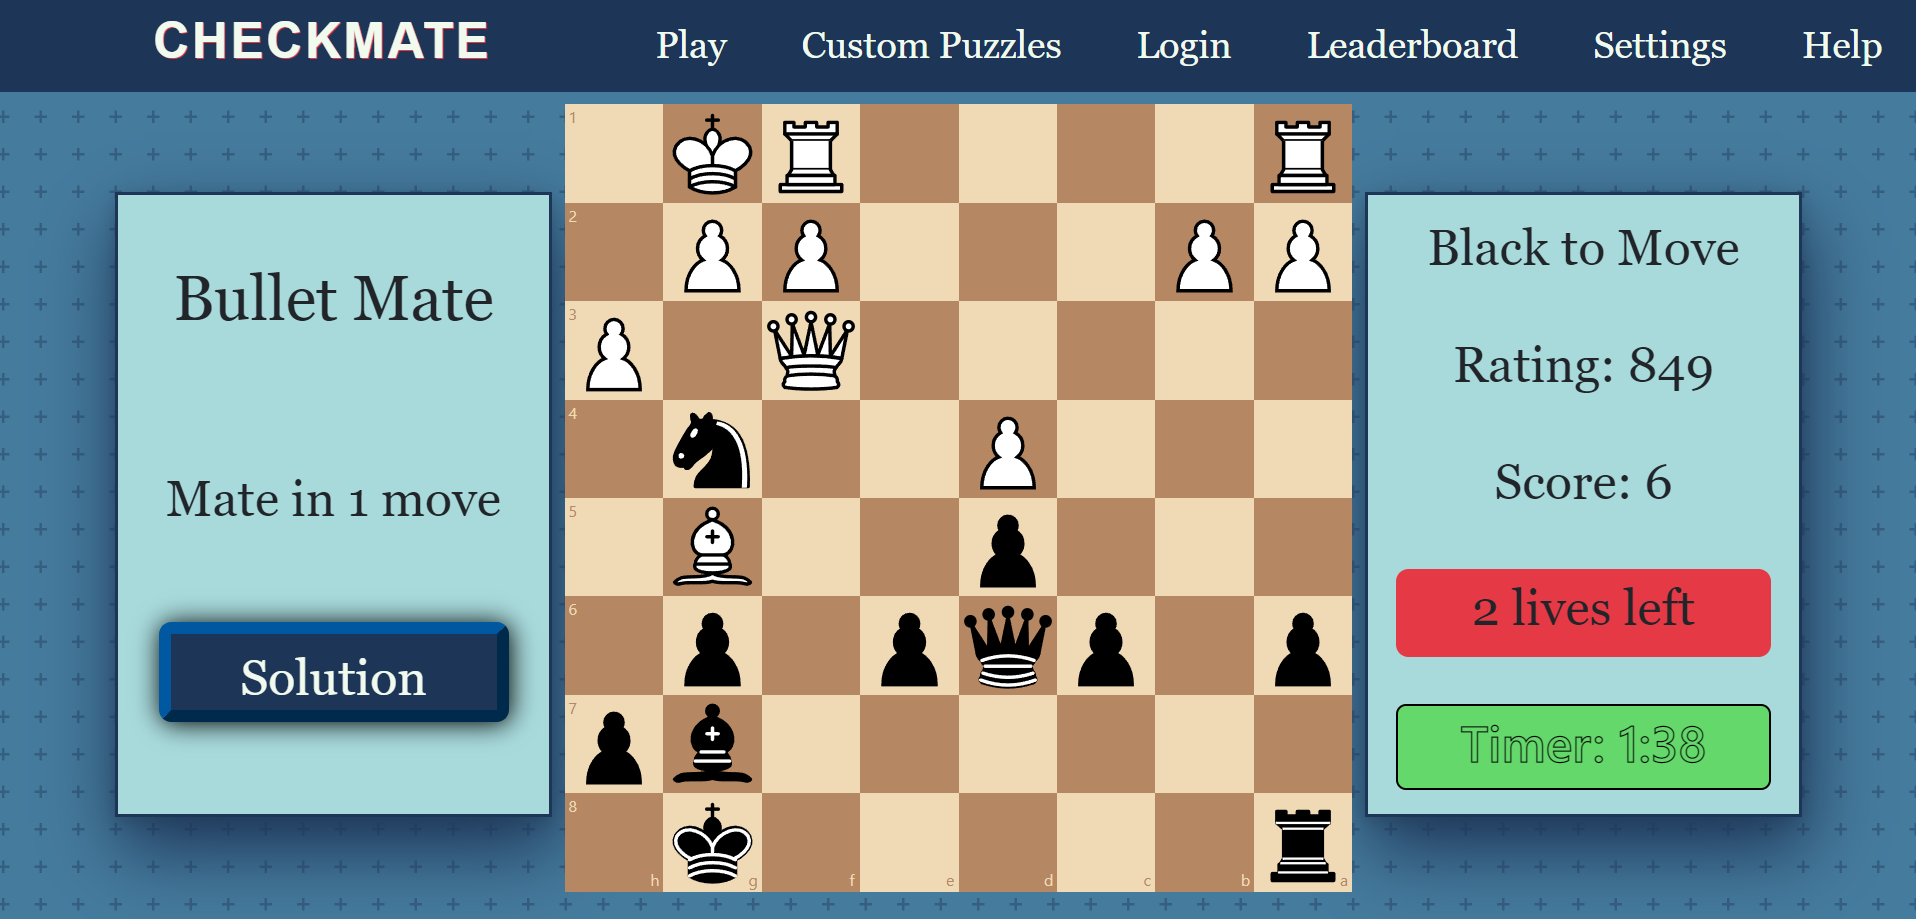 CHECKMATE
Play
Custom Puzzles
Login
Leaderboard
Settings
Help
Bullet Mate
Mate in 1 move
Solution
1
2
3
4
5
6
7
8
h
g
f
e
d
c
b
a
Black to Move
Rating: 849
Score: 6
2 lives left
Timer: 1:38